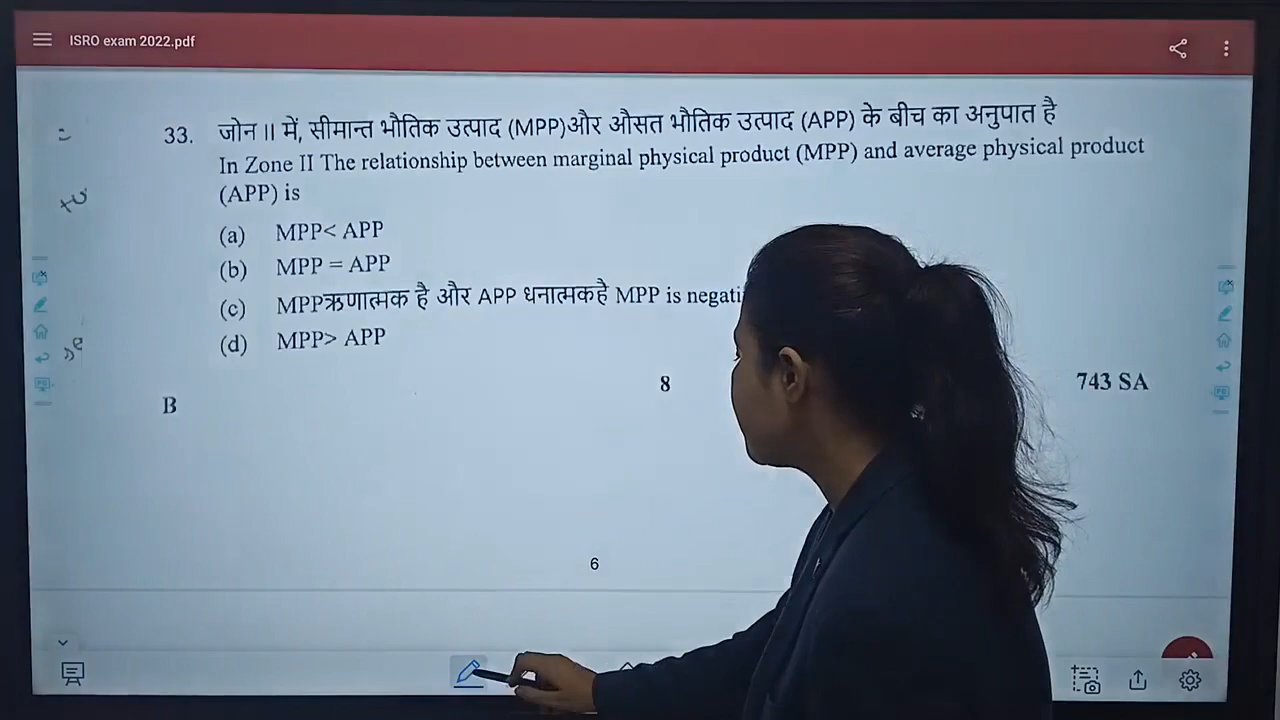 ISRO exam 2022.pdf
33. जोन II में, सीमान्त भौतिक उत्पाद (MPP)और औसत भौतिक उत्पाद (APP) के बीच का अनुपात है
In Zone II The relationship between marginal physical product (MPP) and average physical product
(APP) is
(a) MPP< APP
(b) MPP = APP
(c) MPPऋणात्मक है और APP धनात्मकहै MPP is
(d) MPP> APP
B 8 743 SA
6